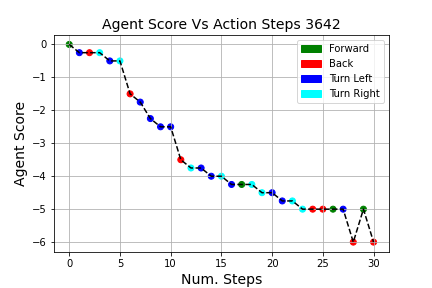 Agent Score Vs Action Steps 3642
Forward
Back
Turn Left
Turn Right
Agent Score
0
−1
−2
−3
−4
−5
−6
0 5 10 15 20 25 30
Num. Steps